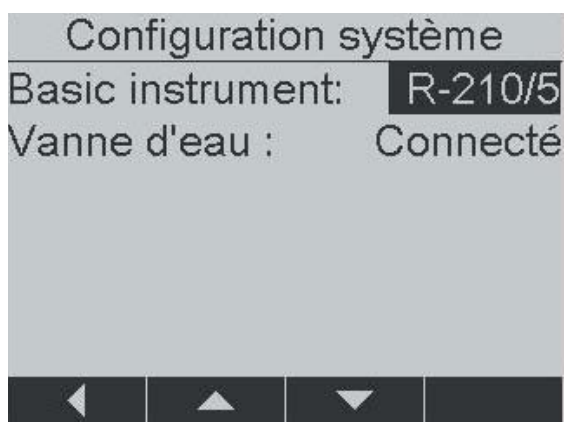 Configuration système
Basic instrument: R-210/5
Vanne d'eau : Connecté